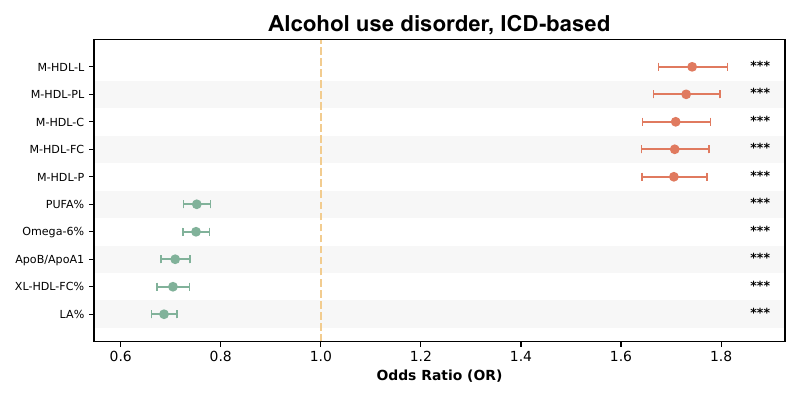 Alcohol use disorder, ICD-based
M-HDL-L ***
M-HDL-PL ***
M-HDL-C ***
M-HDL-FC ***
M-HDL-P ***
PUFA% ***
Omega-6% ***
ApoB/ApoA1 ***
XL-HDL-FC% ***
LA% ***
0.6 0.8 1.0 1.2 1.4 1.6 1.8
Odds Ratio (OR)